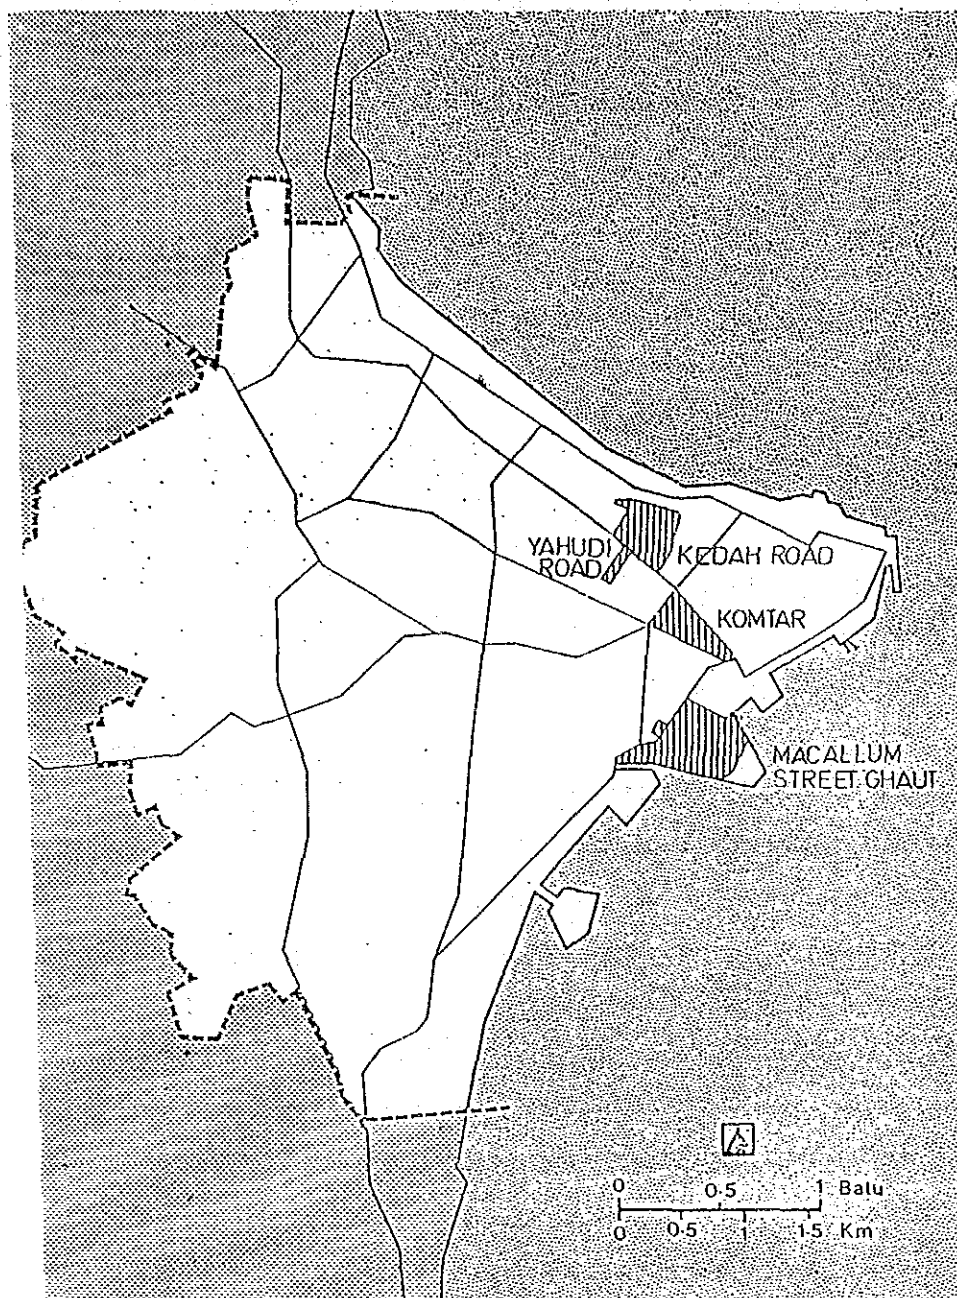 YAHUDI
ROAD
KEDAH ROAD
KOMTAR
MACALLUM
STREET GHAUT
0 0·5 1 Balu
0 0·5 1 1·5 Km